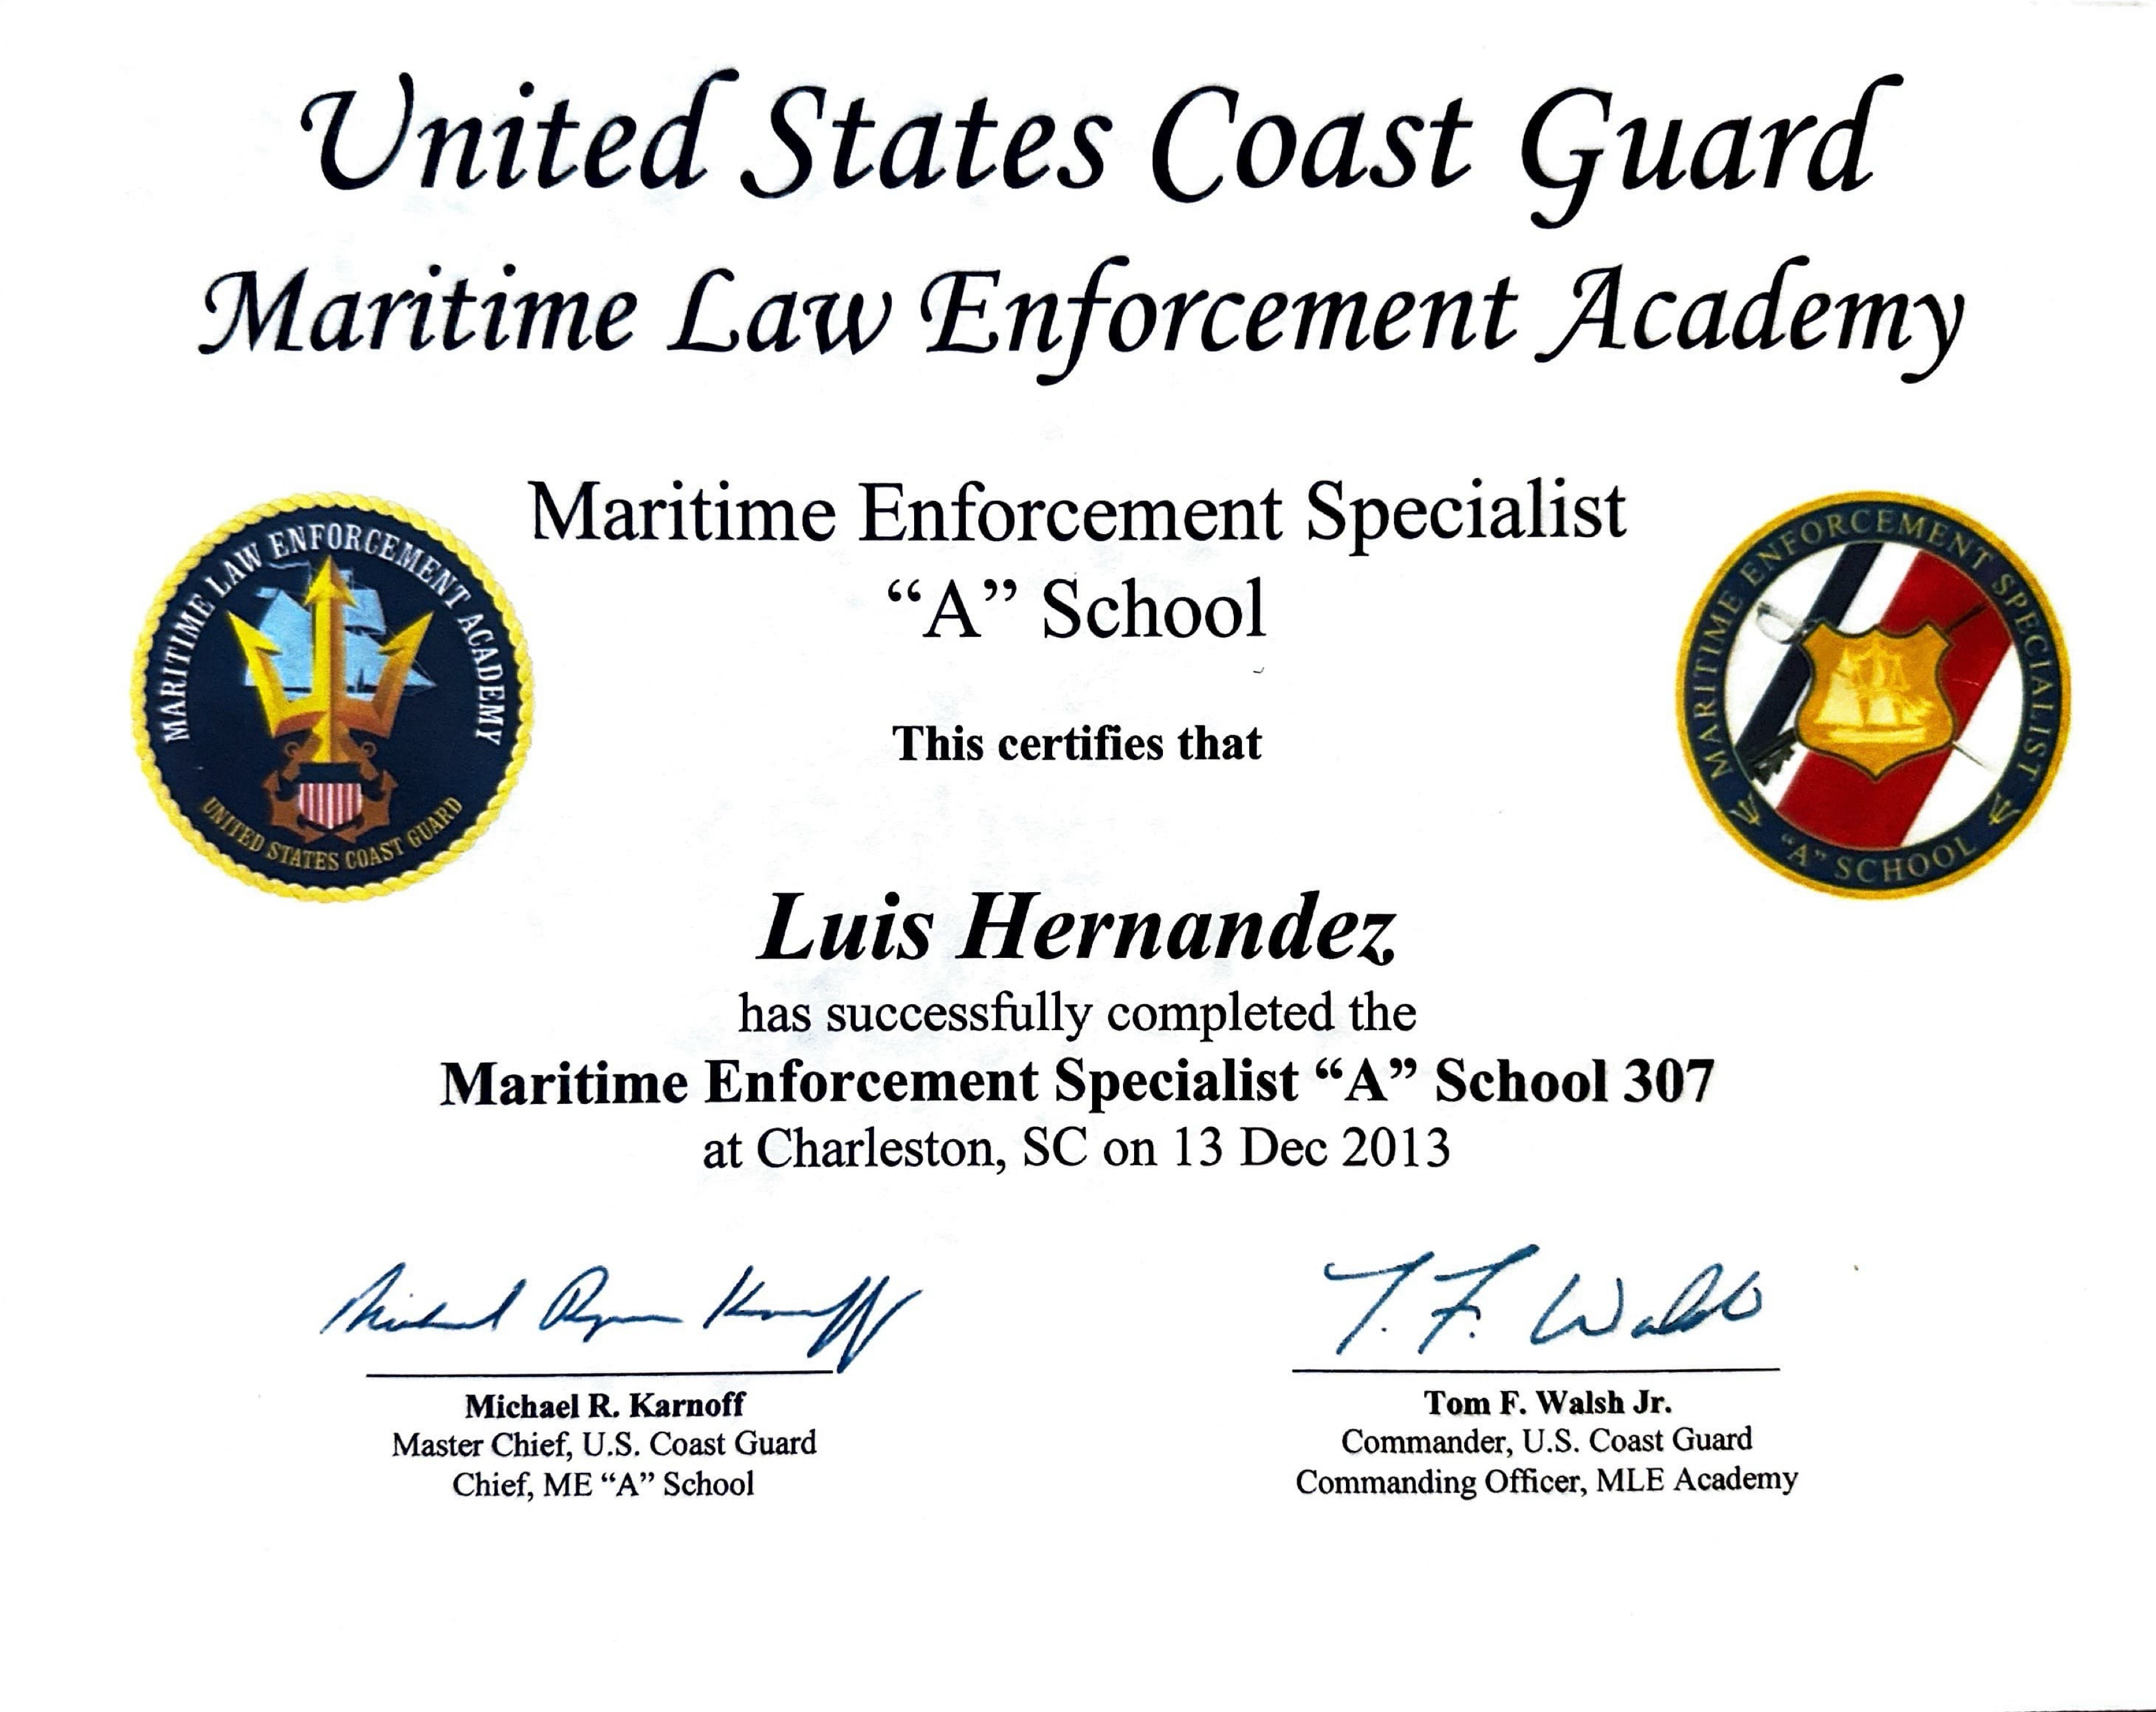 United States Coast Guard
Maritime Law Enforcement Academy
Maritime Enforcement Specialist
“A” School
MARITIME LAW ENFORCEMENT ACADEMY
UNITED STATES COAST GUARD
MARITIME ENFORCEMENT SPECIALIST
“A” SCHOOL
This certifies that
Luis Hernandez
has successfully completed the
Maritime Enforcement Specialist “A” School 307
at Charleston, SC on 13 Dec 2013
Michael Ryan Karnoff
T. F. Walsh
Michael R. Karnoff
Master Chief, U.S. Coast Guard
Chief, ME “A” School
Tom F. Walsh Jr.
Commander, U.S. Coast Guard
Commanding Officer, MLE Academy